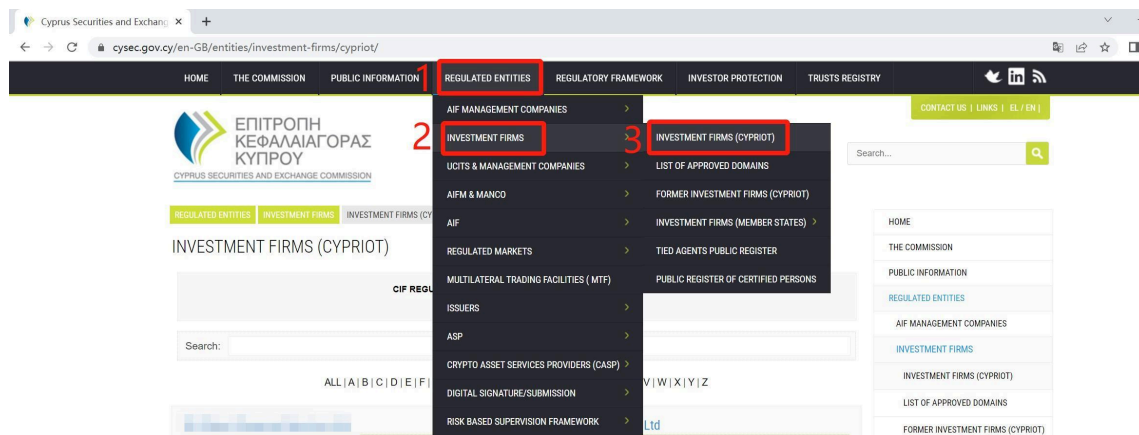 Cyprus Securities and Exchang
cysec.gov.cy/en-GB/entities/investment-firms/cypriot/
HOME THE COMMISSION PUBLIC INFORMATION 1 REGULATED ENTITIES REGULATORY FRAMEWORK INVESTOR PROTECTION TRUSTS REGISTRY in
CONTACT US | LINKS | EL / EN |
ΕΠΙΤΡΟΠΗ
ΚΕΦΑΛΑΙΑΓΟΡΑΣ
ΚΥΠΡΟΥ
CYPRUS SECURITIES AND EXCHANGE COMMISSION
Search...
AIF MANAGEMENT COMPANIES
2 INVESTMENT FIRMS
UCITS & MANAGEMENT COMPANIES
AIFM & MANCO
AIF
REGULATED MARKETS
MULTILATERAL TRADING FACILITIES ( MTF)
ISSUERS
ASP
CRYPTO ASSET SERVICES PROVIDERS (CASP)
DIGITAL SIGNATURE/SUBMISSION
RISK BASED SUPERVISION FRAMEWORK
3 INVESTMENT FIRMS (CYPRIOT)
LIST OF APPROVED DOMAINS
FORMER INVESTMENT FIRMS (CYPRIOT)
INVESTMENT FIRMS (MEMBER STATES)
TIED AGENTS PUBLIC REGISTER
PUBLIC REGISTER OF CERTIFIED PERSONS
REGULATED ENTITIES INVESTMENT FIRMS INVESTMENT FIRMS (CY
INVESTMENT FIRMS (CYPRIOT)
CIF REGU
Search:
ALL | A | B | C | D | E | F | V | W | X | Y | Z
Ltd
HOME
THE COMMISSION
PUBLIC INFORMATION
REGULATED ENTITIES
AIF MANAGEMENT COMPANIES
INVESTMENT FIRMS
INVESTMENT FIRMS (CYPRIOT)
LIST OF APPROVED DOMAINS
FORMER INVESTMENT FIRMS (CYPRIOT)